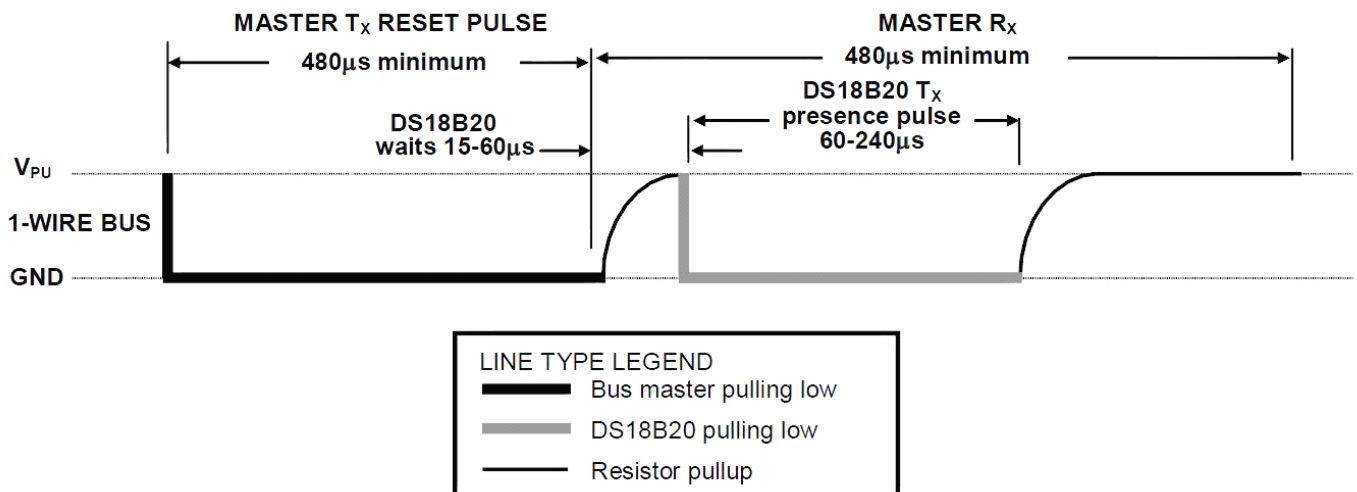 MASTER TX RESET PULSE
480μs minimum
MASTER RX
480μs minimum
DS18B20
waits 15-60μs
DS18B20 TX
presence pulse
60-240μs
VPU
1-WIRE BUS
GND
LINE TYPE LEGEND
Bus master pulling low
DS18B20 pulling low
Resistor pullup